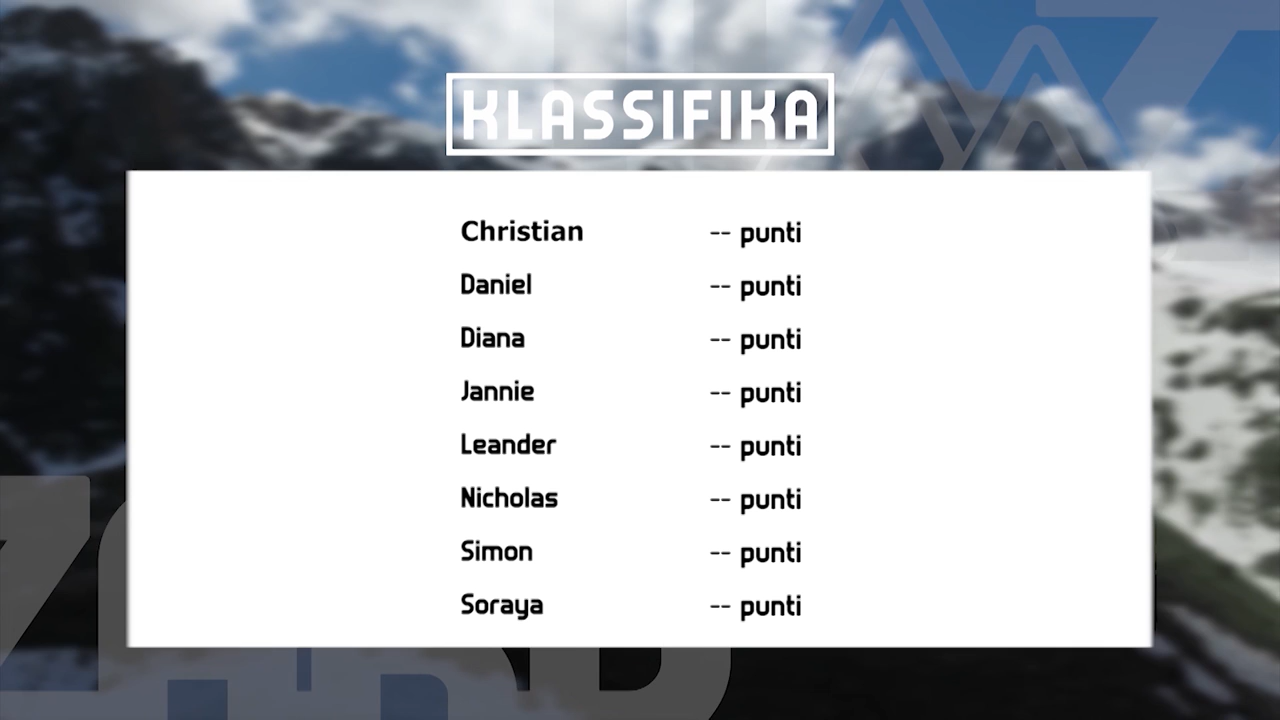 KLASSIFIKA
Christian -- punti
Daniel -- punti
Diana -- punti
Jannie -- punti
Leander -- punti
Nicholas -- punti
Simon -- punti
Soraya -- punti